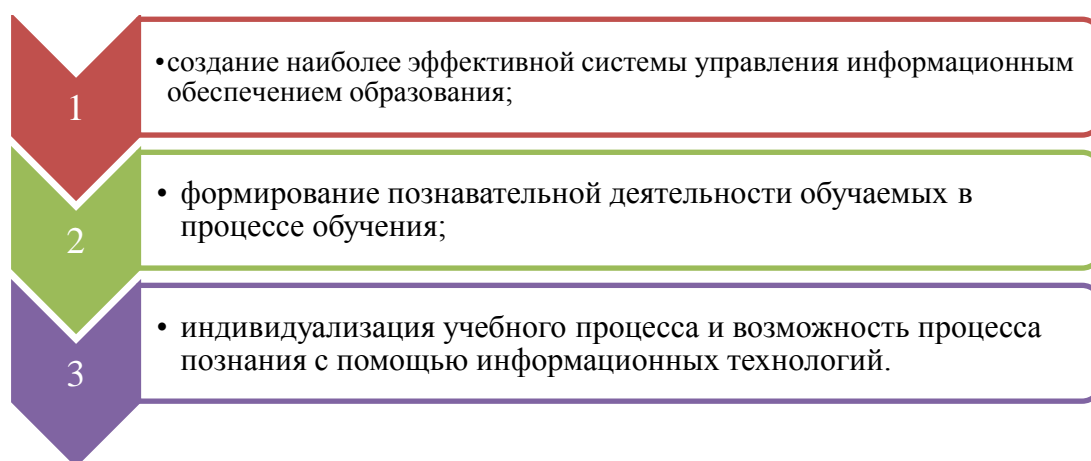 1
•создание наиболее эффективной системы управления информационным
обеспечением образования;
2
• формирование познавательной деятельности обучаемых в
процессе обучения;
3
• индивидуализация учебного процесса и возможность процесса
познания с помощью информационных технологий.